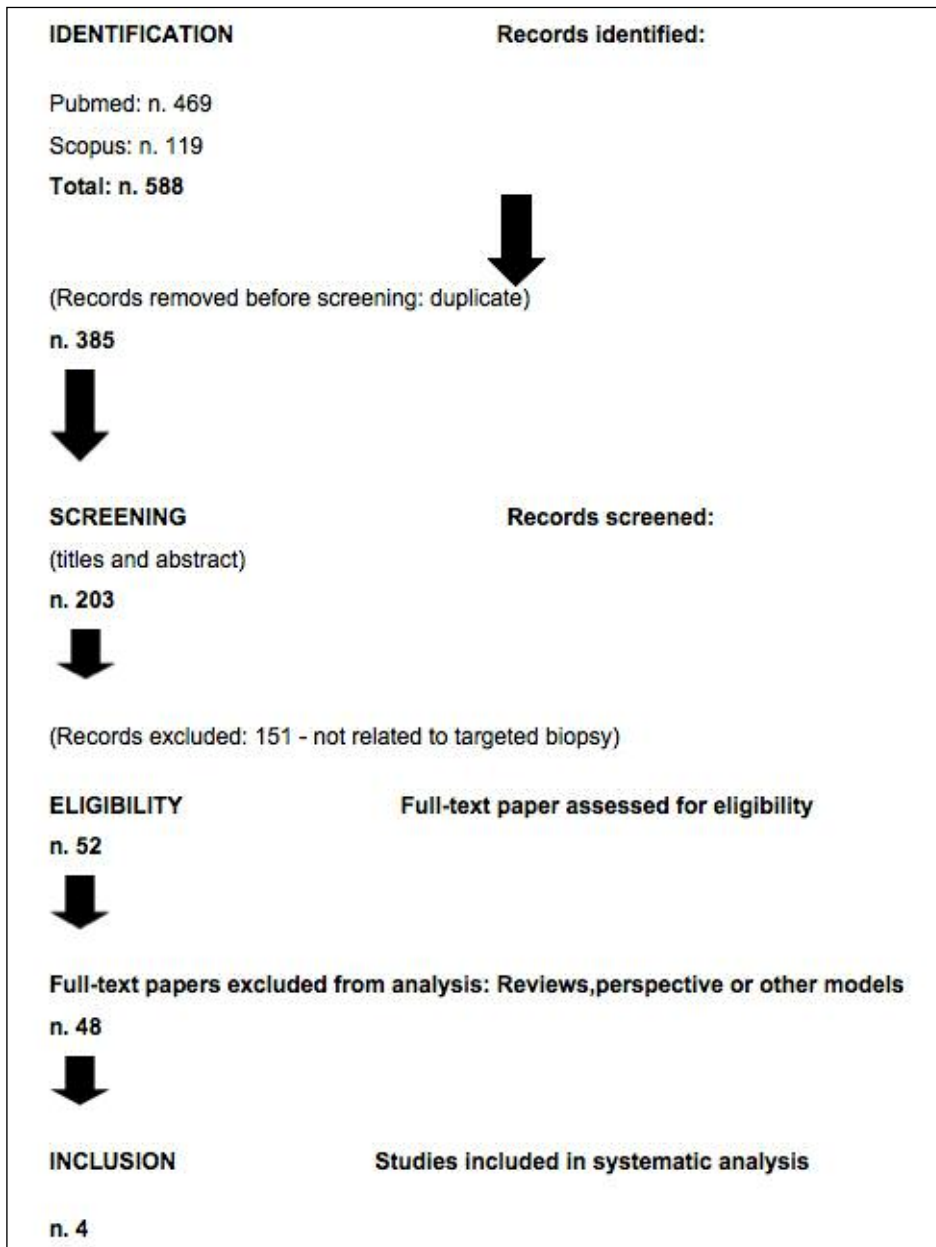 IDENTIFICATION Records identified:
Pubmed: n. 469
Scopus: n. 119
Total: n. 588
(Records removed before screening: duplicate)
n. 385
SCREENING Records screened:
(titles and abstract)
n. 203
(Records excluded: 151 - not related to targeted biopsy)
ELIGIBILITY Full-text paper assessed for eligibility
n. 52
Full-text papers excluded from analysis: Reviews,perspective or other models
n. 48
INCLUSION Studies included in systematic analysis
n. 4